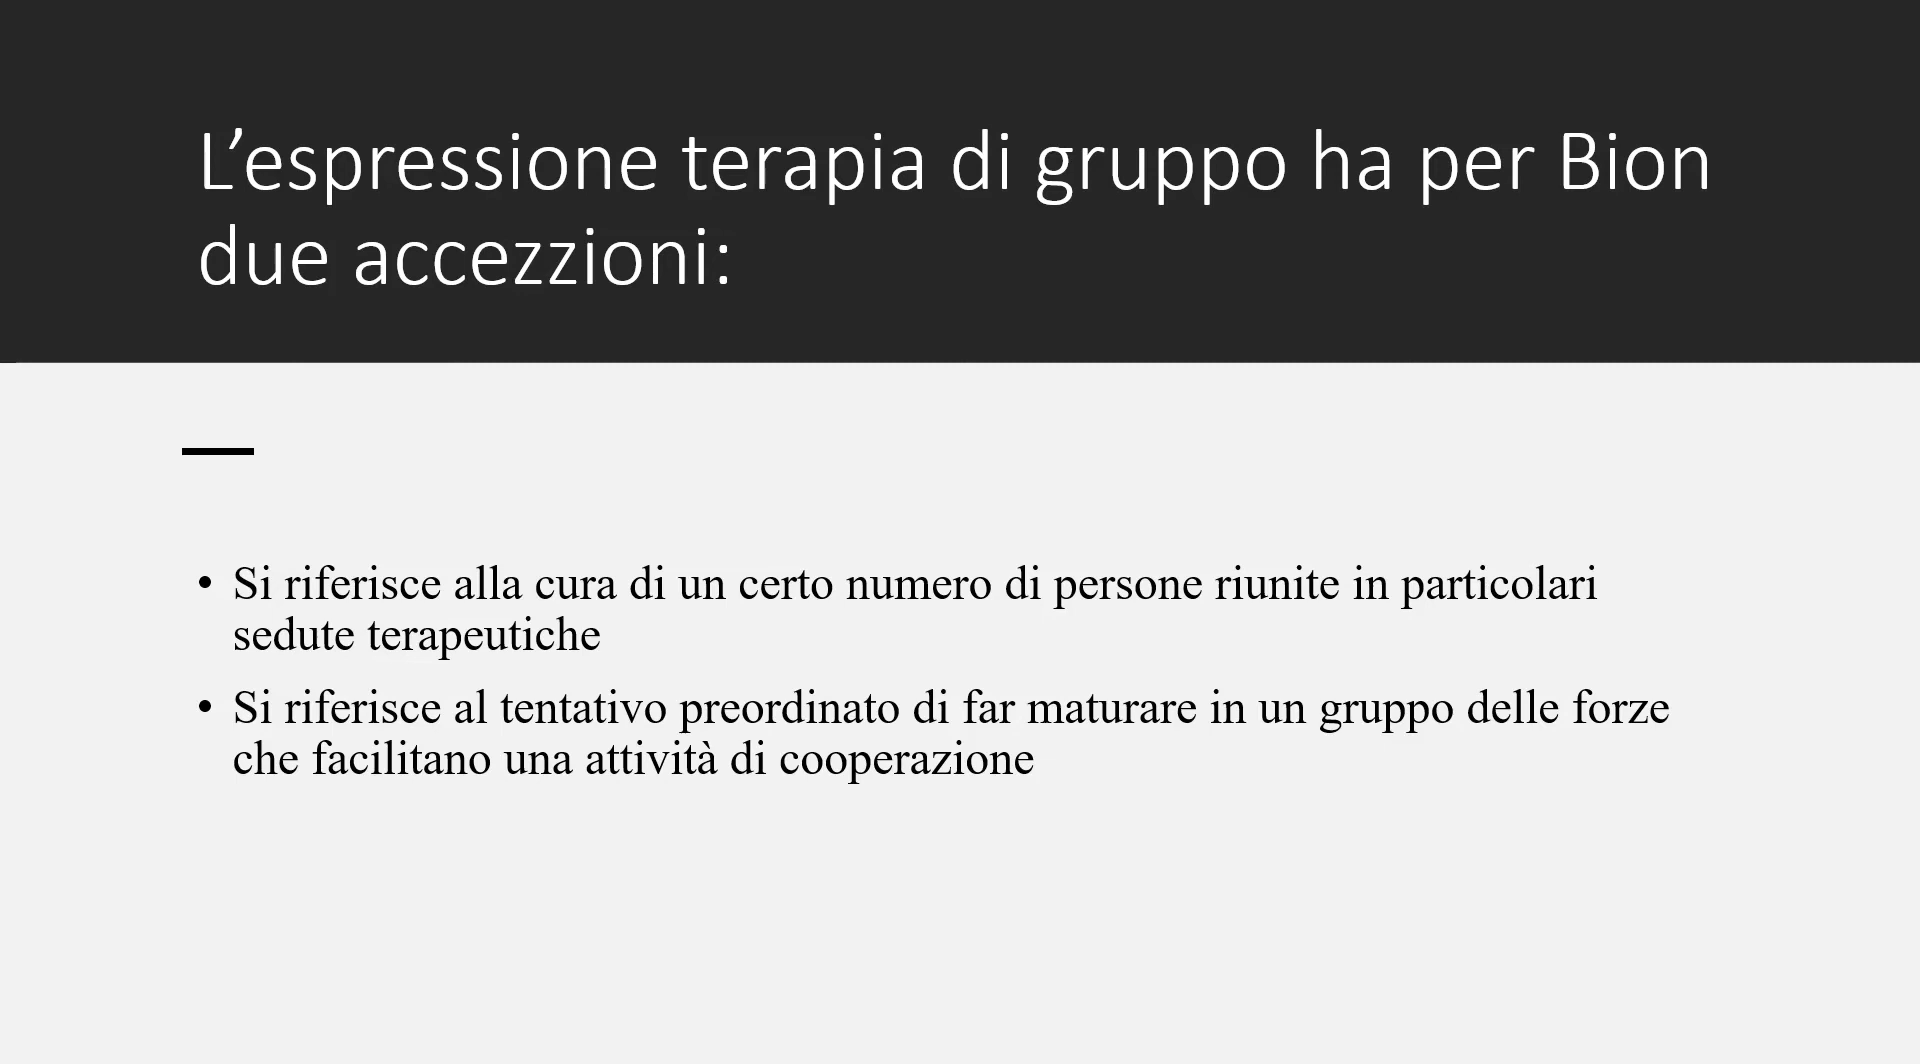 L’espressione terapia di gruppo ha per Bion
due accezzioni:
• Si riferisce alla cura di un certo numero di persone riunite in particolari
sedute terapeutiche
• Si riferisce al tentativo preordinato di far maturare in un gruppo delle forze
che facilitano una attività di cooperazione